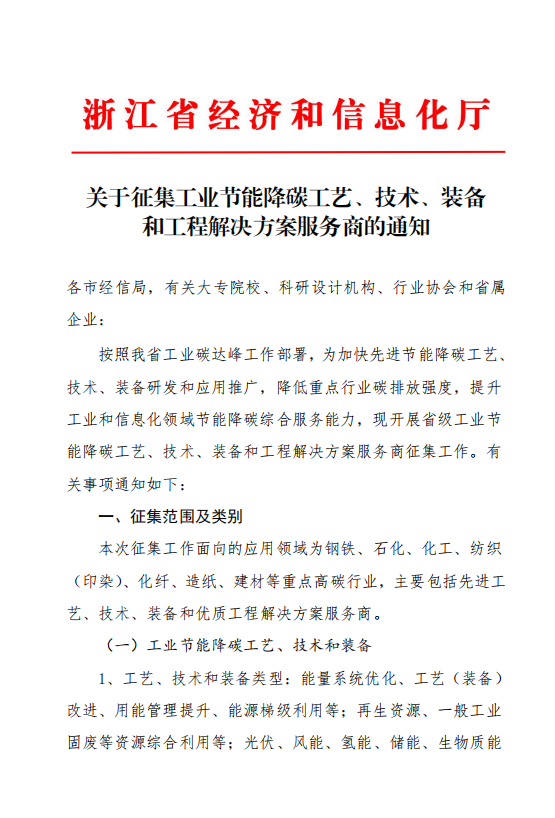 浙江省经济和信息化厅
关于征集工业节能降碳工艺、技术、装备
和工程解决方案服务商的通知
各市经信局，有关大专院校、科研设计机构、行业协会和省属
企业：
按照我省工业碳达峰工作部署，为加快先进节能降碳工艺、
技术、装备研发和应用推广，降低重点行业碳排放强度，提升
工业和信息化领域节能降碳综合服务能力，现开展省级工业节
能降碳工艺、技术、装备和工程解决方案服务商征集工作。有
关事项通知如下：
一、征集范围及类别
本次征集工作面向的应用领域为钢铁、石化、化工、纺织
（印染）、化纤、造纸、建材等重点高碳行业，主要包括先进工
艺、技术、装备和优质工程解决方案服务商。
（一）工业节能降碳工艺、技术和装备
1、工艺、技术和装备类型：能量系统优化、工艺（装备）
改进、用能管理提升、能源梯级利用等；再生资源、一般工业
固废等资源综合利用等；光伏、风能、氢能、储能、生物质能